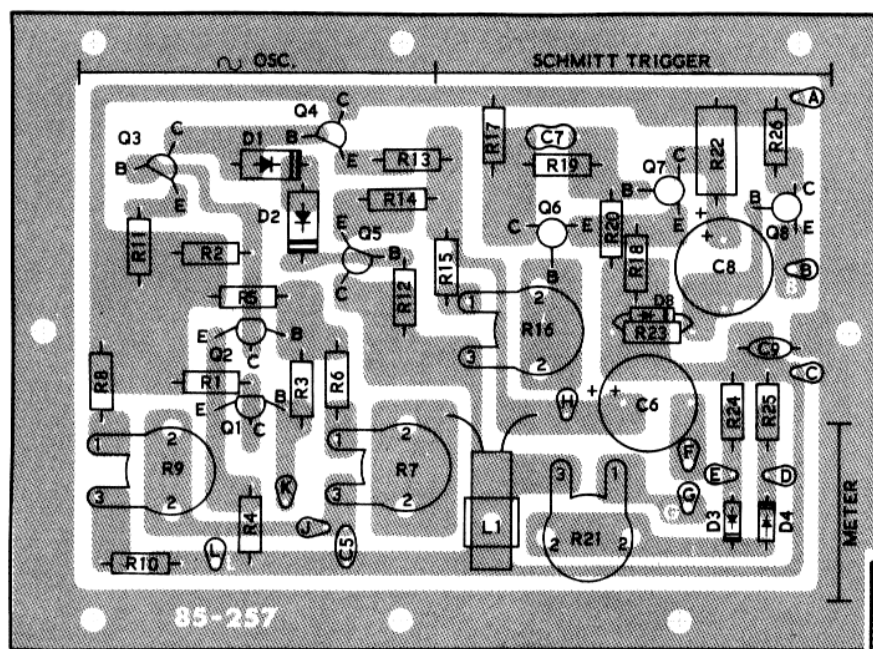 ∿ OSC.
SCHMITT TRIGGER
A
Q4
C
Q3
C
D1
B
E
B
E
R13
R17
C7
R19
R22
R26
Q7
C
B
E
D2
R14
R11
R2
E
Q5
B
C
R12
R15
C
Q6
E
B
R20
R18
+
+
C8
B
C
E
Q8
B
B
R5
1
2
R16
3
2
D8
R23
E
B
Q2
C
C9
C
R8
R1
R3
R6
E
B
Q1
C
H
+
+
C6
R24
R25
1
2
R9
3
2
K
1
2
R7
3
2
F
E
D
G
G
METER
R4
J
C5
L1
3
1
R21
2
2
D3
D4
R10
L
L
85-257